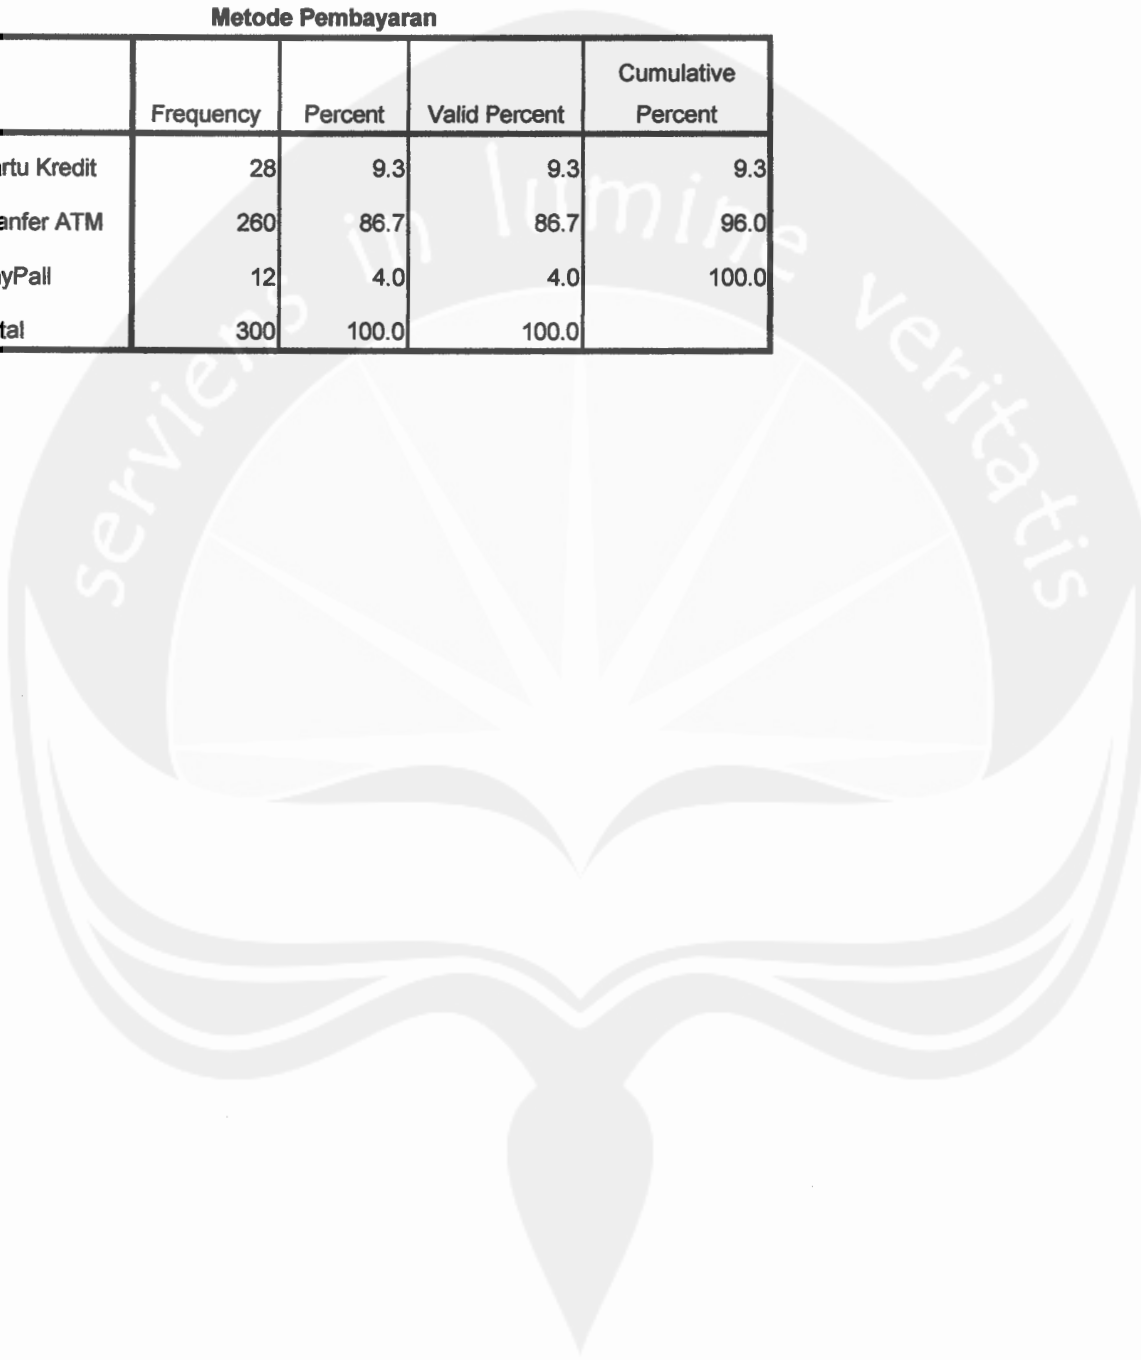 Metode Pembayaran
Frequency Percent Valid Percent Cumulative Percent
rtu Kredit 28 9.3 9.3 9.3
anfer ATM 260 86.7 86.7 96.0
yPall 12 4.0 4.0 100.0
tal 300 100.0 100.0
serviens in lumine veritatis